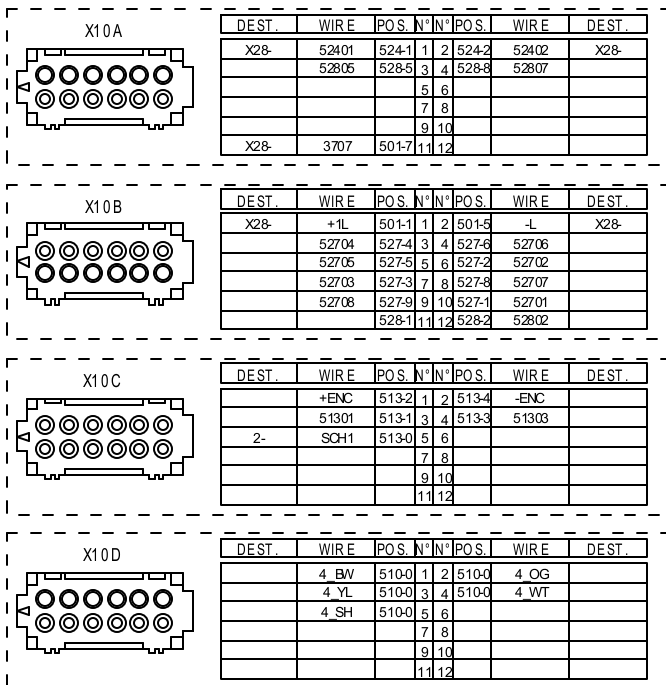 X10A
DEST. WIRE POS. N° N° POS. WIRE DEST.
X28- 52401 524-1 1 2 524-2 52402 X28-
52805 528-5 3 4 528-8 52807
5 6
7 8
9 10
X28- 3707 501-7 11 12
X10B
DEST. WIRE POS. N° N° POS. WIRE DEST.
X28- +1L 501-1 1 2 501-5 -L X28-
52704 527-4 3 4 527-6 52706
52705 527-5 5 6 527-2 52702
52703 527-3 7 8 527-8 52707
52708 527-9 9 10 527-1 52701
528-1 11 12 528-2 52802
X10C
DEST. WIRE POS. N° N° POS. WIRE DEST.
+ENC 513-2 1 2 513-4 -ENC
51301 513-1 3 4 513-3 51303
2- SCH1 513-0 5 6
7 8
9 10
11 12
X10D
DEST. WIRE POS. N° N° POS. WIRE DEST.
4_BW 510-0 1 2 510-0 4_OG
4_YL 510-0 3 4 510-0 4_WT
4_SH 510-0 5 6
7 8
9 10
11 12